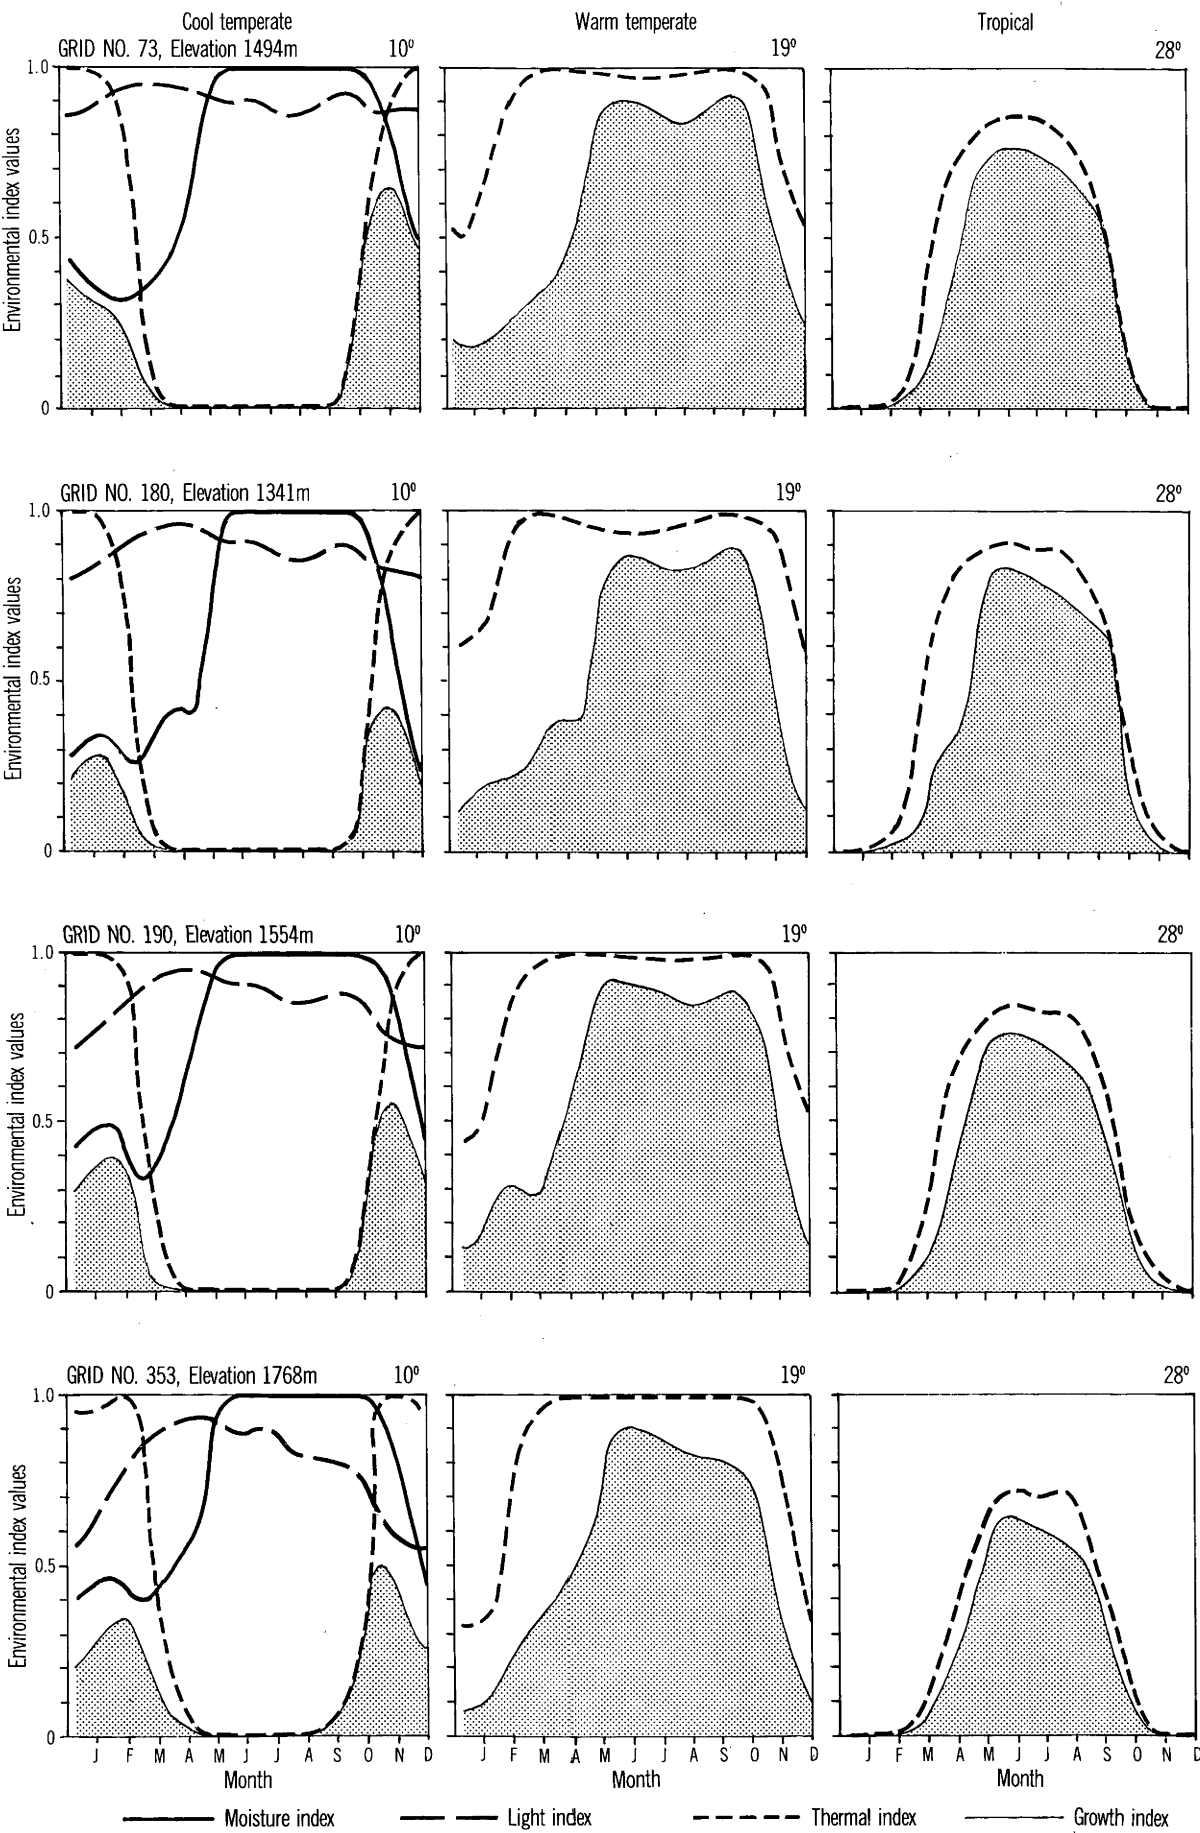 Cool temperate Warm temperate Tropical
GRID NO. 73, Elevation 1494m 10° 19° 28°
1.0
0.5
0
Environmental index values
GRID NO. 180, Elevation 1341m 10° 19° 28°
1.0
0.5
0
Environmental index values
GRID NO. 190, Elevation 1554m 10° 19° 28°
1.0
0.5
0
Environmental index values
GRID NO. 353, Elevation 1768m 10° 19° 28°
1.0
0.5
0
Environmental index values
J F M A M J J A S O N D J F M A M J J A S O N D J F M A M J J A S O N D
Month Month Month
Moisture index Light index Thermal index Growth index